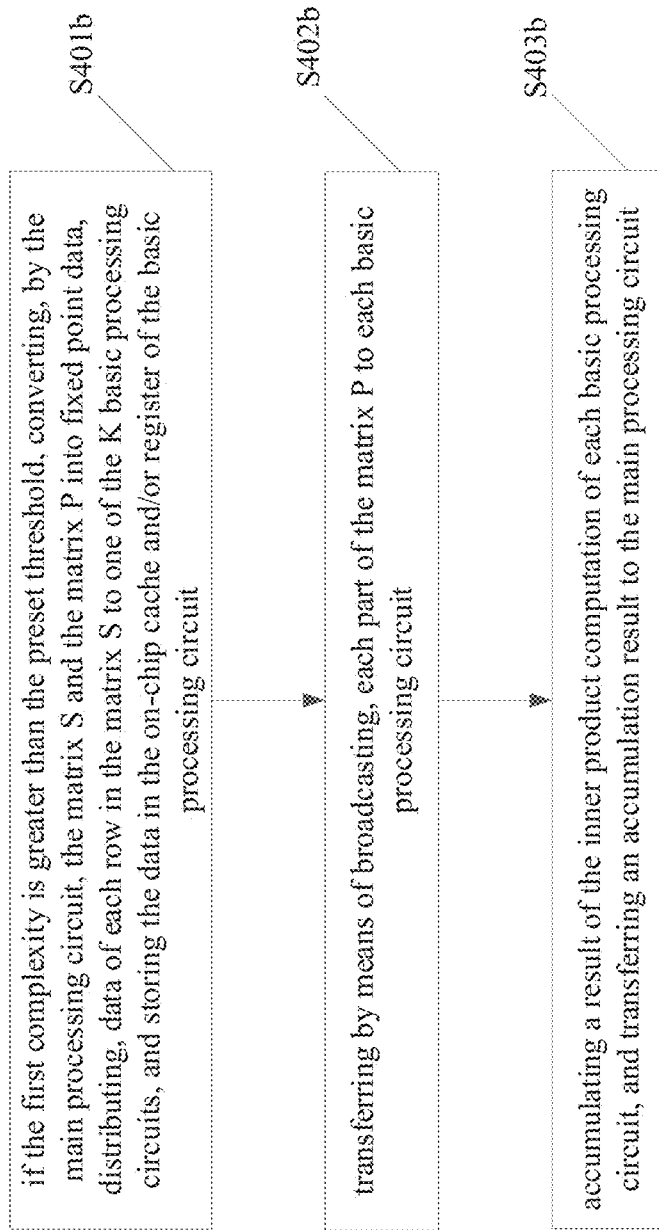 if the first complexity is greater than the preset threshold, converting, by the
main processing circuit, the matrix S and the matrix P into fixed point data,
distributing, data of each row in the matrix S to one of the K basic processing
circuits, and storing the data in the on-chip cache and/or register of the basic
processing circuit
S401b
transferring by means of broadcasting, each part of the matrix P to each basic
processing circuit
S402b
accumulating a result of the inner product computation of each basic processing
circuit, and transferring an accumulation result to the main processing circuit
S403b